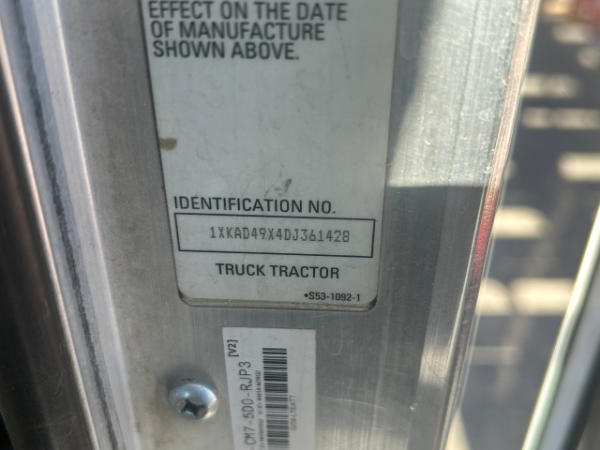 EFFECT ON THE DATE
OF MANUFACTURE
SHOWN ABOVE.
IDENTIFICATION NO.
1XKAD49X4DJ361428
TRUCK TRACTOR
•S53-1092-1
[V2]
-CM7-5D0-RJP3